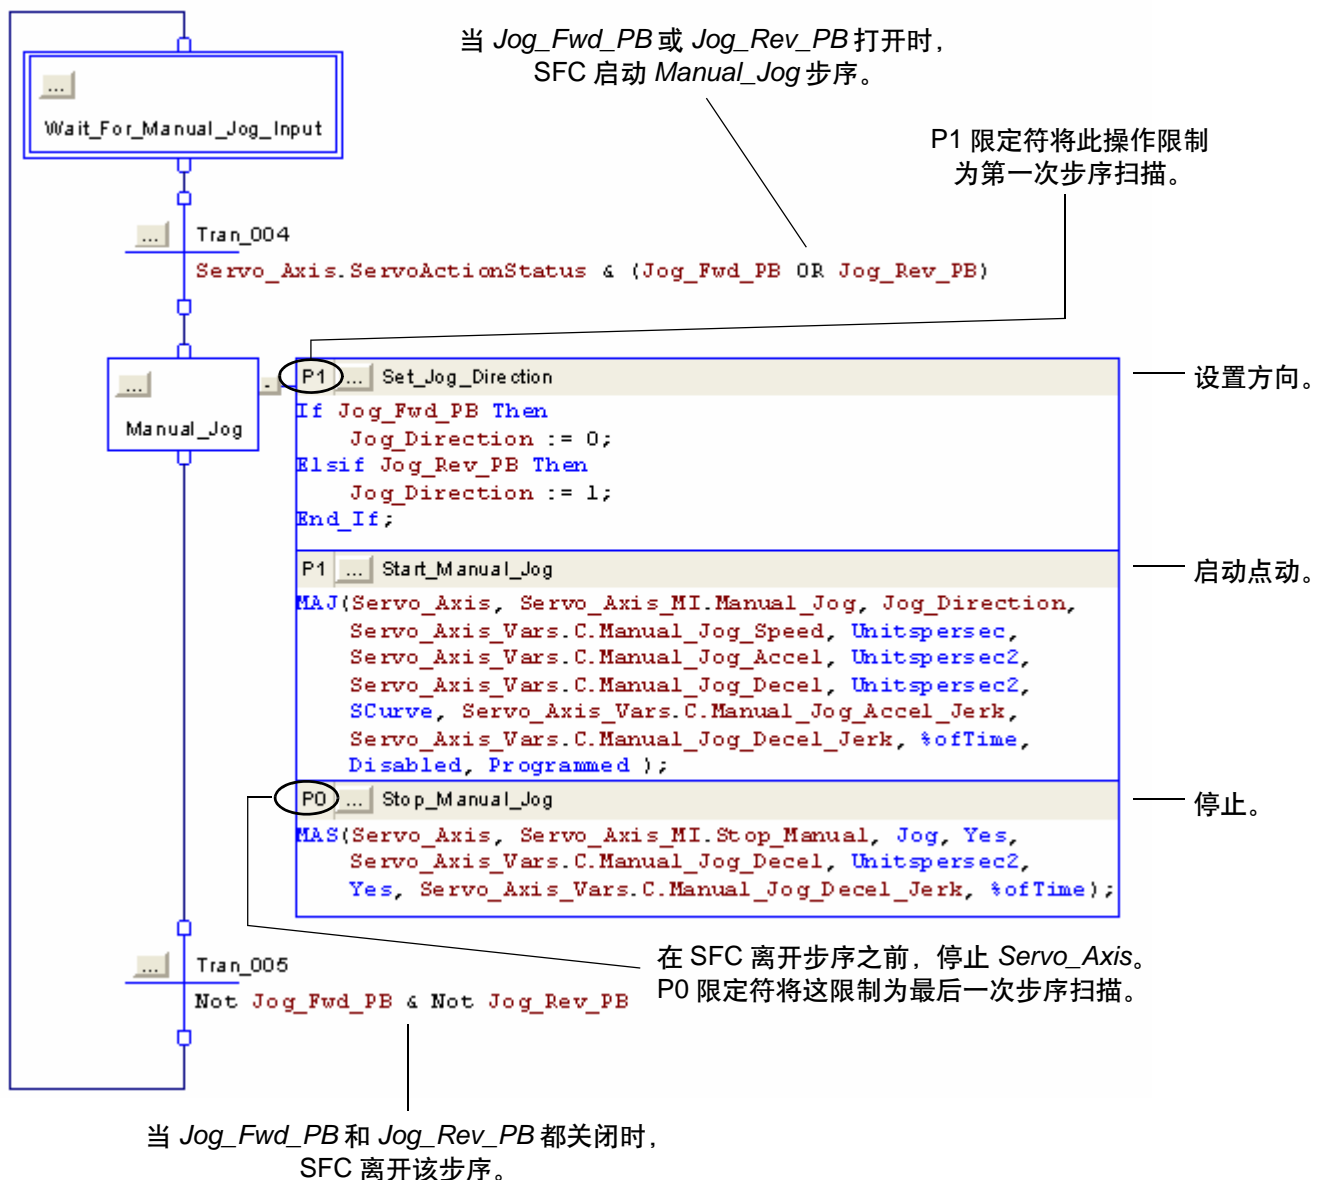 当 Jog_Fwd_PB 或 Jog_Rev_PB 打开时，
SFC 启动 Manual_Jog 步序。
...
Wait_For_Manual_Jog_Input
P1 限定符将此操作限制
为第一次步序扫描。
... Tran_004
Servo_Axis.ServoActionStatus & (Jog_Fwd_PB OR Jog_Rev_PB)
...
Manual_Jog
-
P1 ... Set_Jog_Direction
设置方向。
If Jog_Fwd_PB Then
Jog_Direction := 0;
Elsif Jog_Rev_PB Then
Jog_Direction := 1;
End_If;
P1 ... Start_Manual_Jog
启动点动。
MAJ(Servo_Axis, Servo_Axis_MI.Manual_Jog, Jog_Direction,
Servo_Axis_Vars.C.Manual_Jog_Speed, Unitspersec,
Servo_Axis_Vars.C.Manual_Jog_Accel, Unitspersec2,
Servo_Axis_Vars.C.Manual_Jog_Decel, Unitspersec2,
SCurve, Servo_Axis_Vars.C.Manual_Jog_Accel_Jerk,
Servo_Axis_Vars.C.Manual_Jog_Decel_Jerk, %ofTime,
Disabled, Programmed );
P0 ... Stop_Manual_Jog
停止。
MAS(Servo_Axis, Servo_Axis_MI.Stop_Manual, Jog, Yes,
Servo_Axis_Vars.C.Manual_Jog_Decel, Unitspersec2,
Yes, Servo_Axis_Vars.C.Manual_Jog_Decel_Jerk, %ofTime);
在 SFC 离开步序之前，停止 Servo_Axis。
P0 限定符将这限制为最后一次步序扫描。
... Tran_005
Not Jog_Fwd_PB & Not Jog_Rev_PB
当 Jog_Fwd_PB 和 Jog_Rev_PB 都关闭时，
SFC 离开该步序。